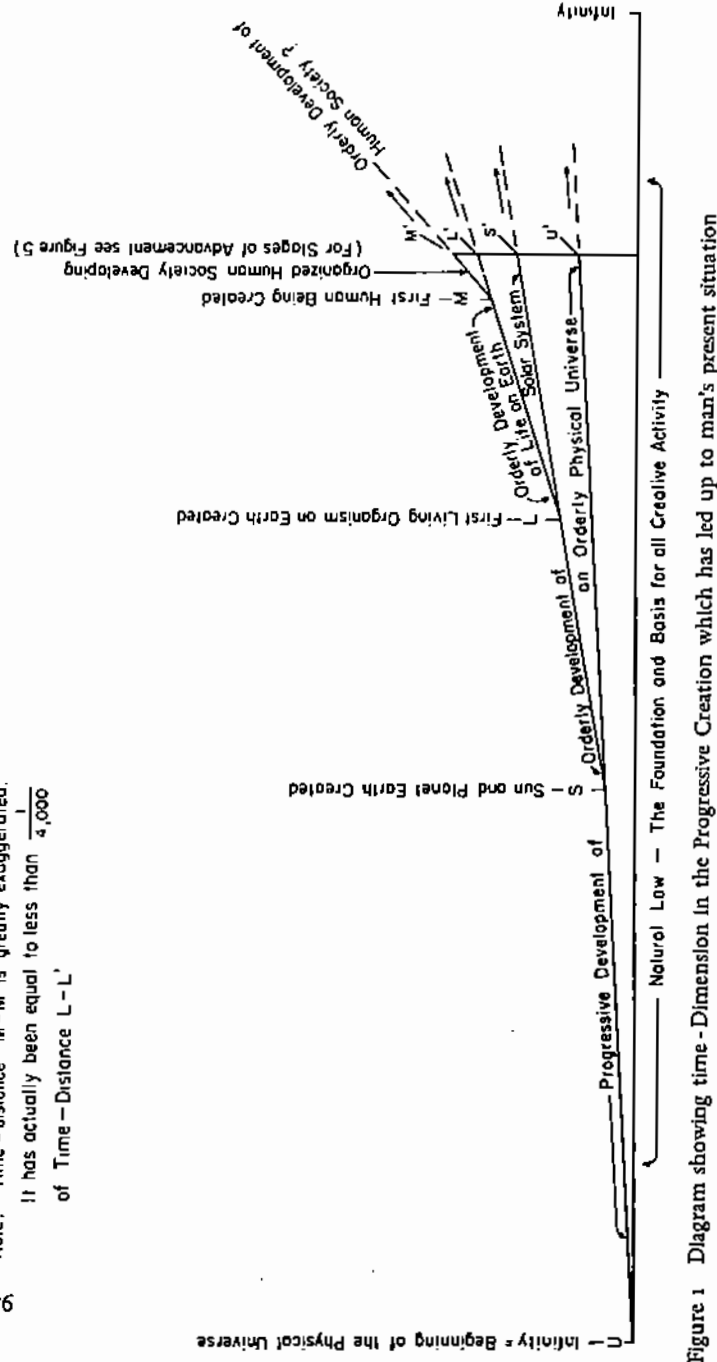 76
Note: Time-distance M-M' is greatly exaggerated.
It has actually been equal to less than 1/4,000
of Time-Distance L-L'
Infinity
Orderly Development of
Human Society ?
M'
L'
S'
U'
(For Stages of Advancement see Figure 5)
Organized Human Society Developing
M — First Human Being Created
Orderly Development
of Life on Earth
Solar System
L — First Living Organism on Earth Created
Orderly Development of
an Orderly Physical Universe
S — Sun and Planet Earth Created
Progressive Development of
U — Infinity = Beginning of the Physical Universe
Natural Law — The Foundation and Basis for all Creative Activity
Figure 1 Diagram showing time-Dimension in the Progressive Creation which has led up to man's present situation